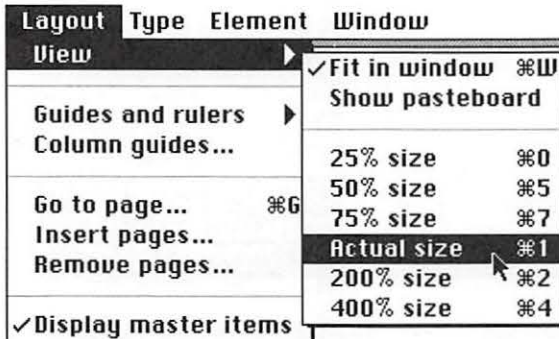 Layout Type Element Window
View
Guides and rulers
Column guides...
Go to page... ⌘G
Insert pages...
Remove pages...
✓Display master items
✓Fit in window ⌘W
Show pasteboard
25% size ⌘0
50% size ⌘5
75% size ⌘7
Actual size ⌘1
200% size ⌘2
400% size ⌘4